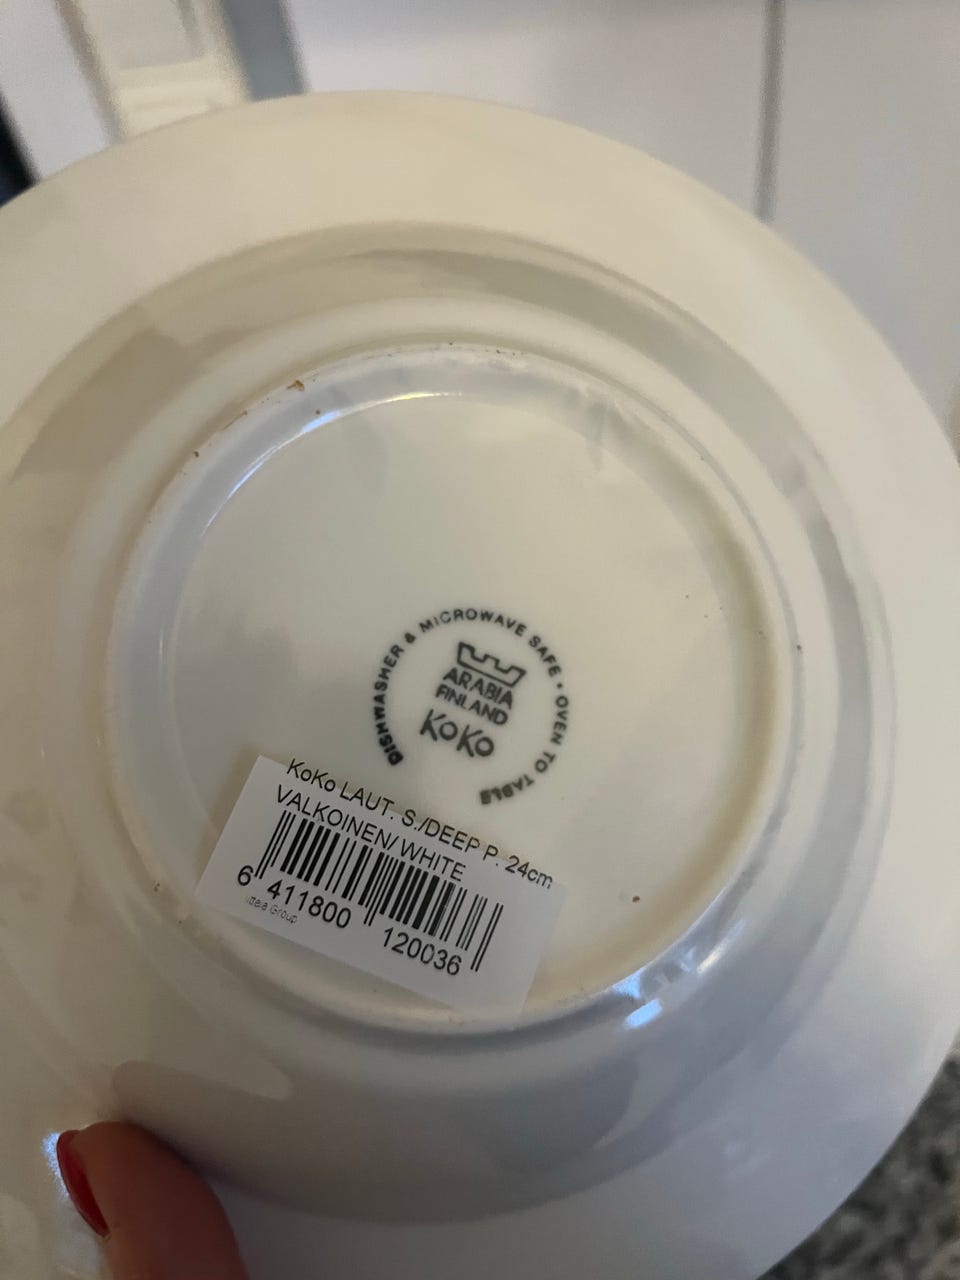 DISHWASHER & MICROWAVE SAFE • OVEN TO TABLE
ARABIA
FINLAND
KoKo
KoKo LAUT. S./DEEP P. 24cm
VALKOINEN/WHITE
6 411800 120036
Group